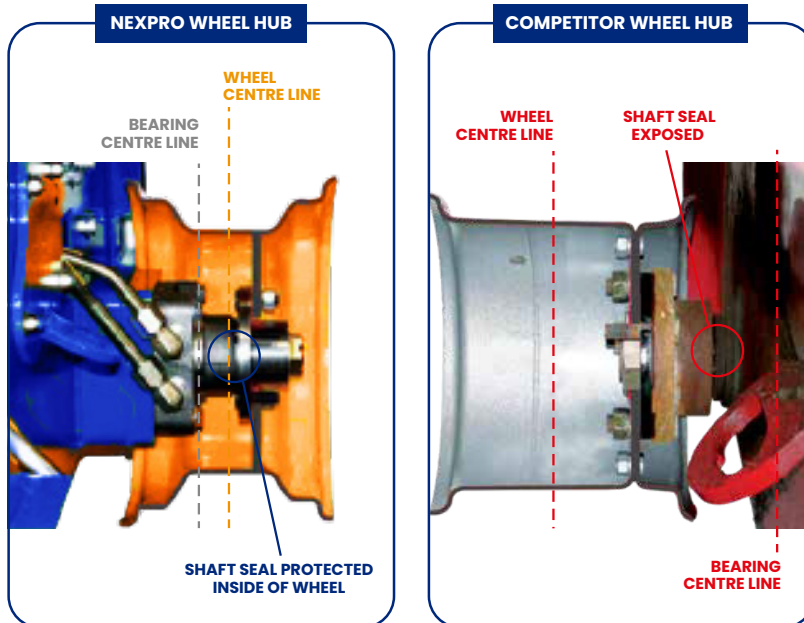 NEXPRO WHEEL HUB
WHEEL
CENTRE LINE
BEARING
CENTRE LINE
SHAFT SEAL PROTECTED
INSIDE OF WHEEL
COMPETITOR WHEEL HUB
WHEEL
CENTRE LINE
SHAFT SEAL
EXPOSED
BEARING
CENTRE LINE